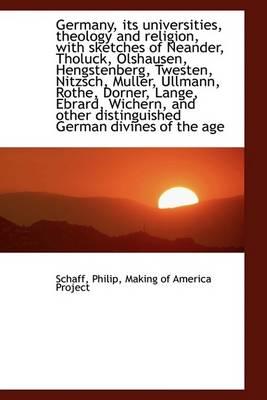 Germany, its universities, theology and religion,
with sketches of Neander, Tholuck, Olshausen,
Hengstenberg, Twesten, Nitzsch, Muller,
Ullmann, Rothe, Dorner, Lange,
Ebrard, Wichern, and other distinguished
German divines of the age
Schaff, Philip, Making of America
Project